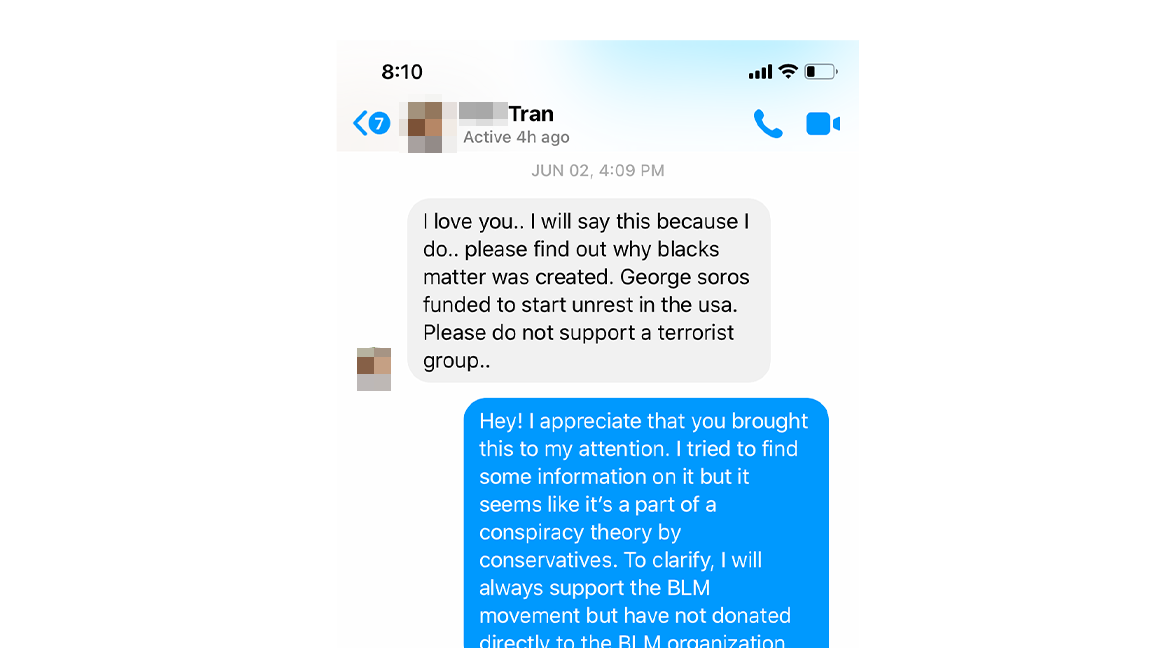 8:10
7
Tran
Active 4h ago
JUN 02, 4:09 PM
I love you.. I will say this because I
do.. please find out why blacks
matter was created. George soros
funded to start unrest in the usa.
Please do not support a terrorist
group..
Hey! I appreciate that you brought
this to my attention. I tried to find
some information on it but it
seems like it's a part of a
conspiracy theory by
conservatives. To clarify, I will
always support the BLM
movement but have not donated
directly to the BLM organization